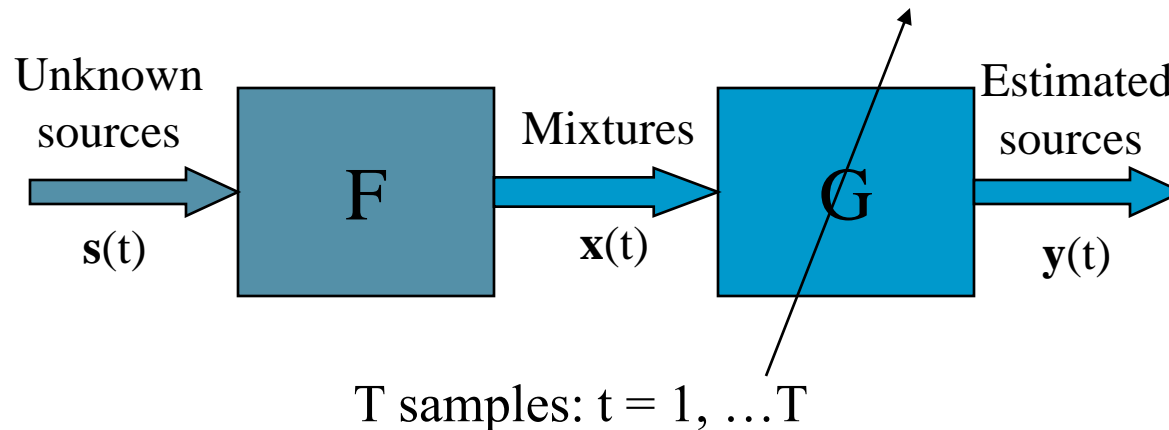 Unknown
sources
s(t)
F
Mixtures
x(t)
G
Estimated
sources
y(t)
T samples: t = 1, …T